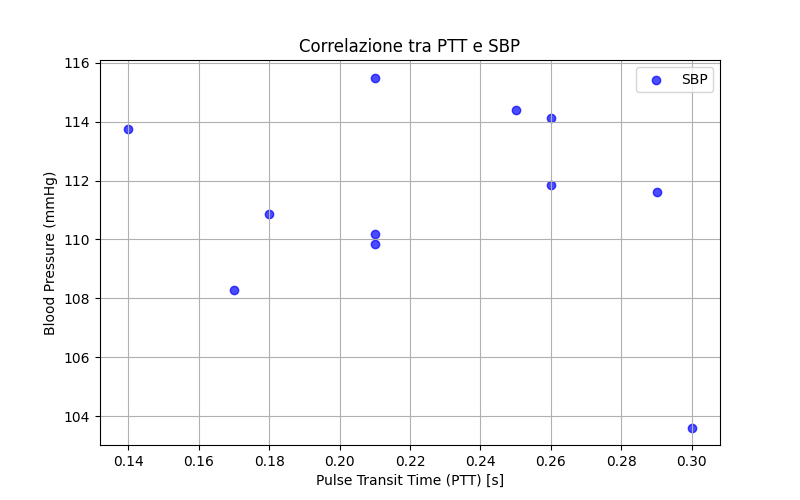 Correlazione tra PTT e SBP
SBP
Blood Pressure (mmHg)
116
114
112
110
108
106
104
0.14 0.16 0.18 0.20 0.22 0.24 0.26 0.28 0.30
Pulse Transit Time (PTT) [s]